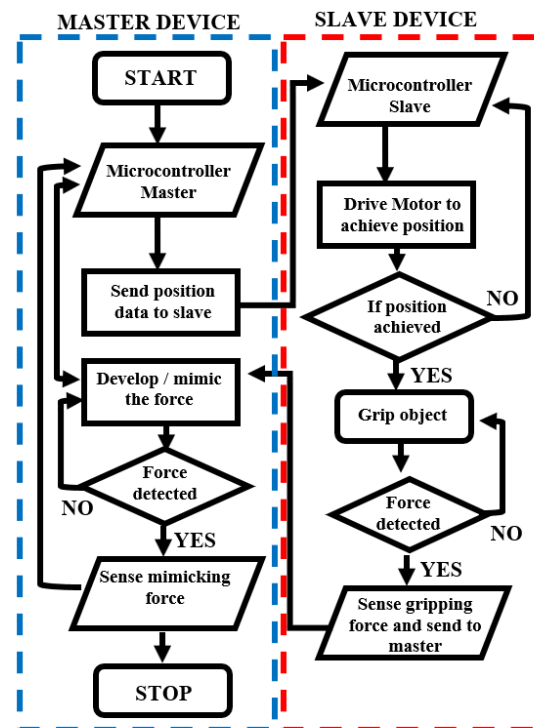 MASTER DEVICE
START
Microcontroller
Master
Send position
data to slave
Develop / mimic
the force
Force
detected
NO
YES
Sense mimicking
force
STOP
SLAVE DEVICE
Microcontroller
Slave
Drive Motor to
achieve position
If position
achieved
NO
YES
Grip object
Force
detected
NO
YES
Sense gripping
force and send to
master